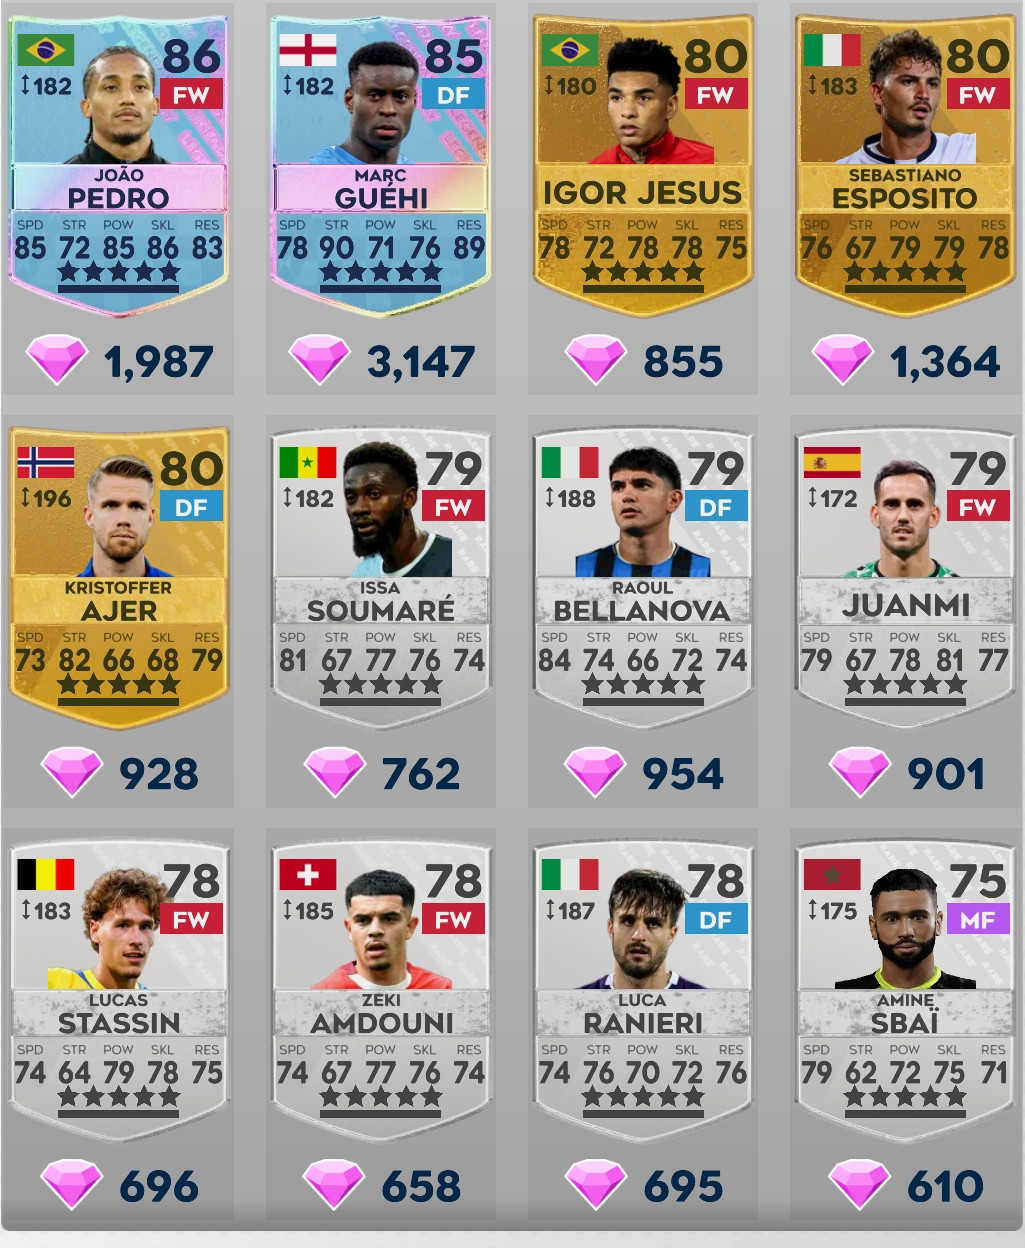 86
182
FW
JOÃO
PEDRO
SPD STR POW SKL RES
85 72 85 86 83
1,987
85
182
DF
MARC
GUÉHI
SPD STR POW SKL RES
78 90 71 76 89
3,147
80
180
FW
IGOR JESUS
SPD STR POW SKL RES
78 72 78 78 75
855
80
183
FW
SEBASTIANO
ESPOSITO
SPD STR POW SKL RES
76 67 79 79 78
1,364
80
196
DF
KRISTOFFER
AJER
SPD STR POW SKL RES
73 82 66 68 79
928
79
182
FW
ISSA
SOUMARÉ
SPD STR POW SKL RES
81 67 77 76 74
762
79
188
DF
RAOUL
BELLANOVA
SPD STR POW SKL RES
84 74 66 72 74
954
79
172
FW
JUANMI
SPD STR POW SKL RES
79 67 78 81 77
901
78
183
FW
LUCAS
STASSIN
SPD STR POW SKL RES
74 64 79 78 75
696
78
185
FW
ZEKI
AMDOUNI
SPD STR POW SKL RES
74 67 77 76 74
658
78
187
DF
LUCA
RANIERI
SPD STR POW SKL RES
74 76 70 72 76
695
75
175
MF
AMINE
SBAÏ
SPD STR POW SKL RES
79 62 72 75 71
610